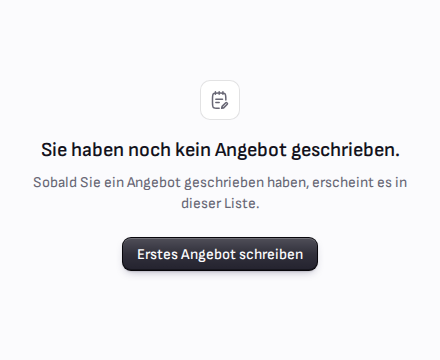 Sie haben noch kein Angebot geschrieben.
Sobald Sie ein Angebot geschrieben haben, erscheint es in
dieser Liste.
Erstes Angebot schreiben